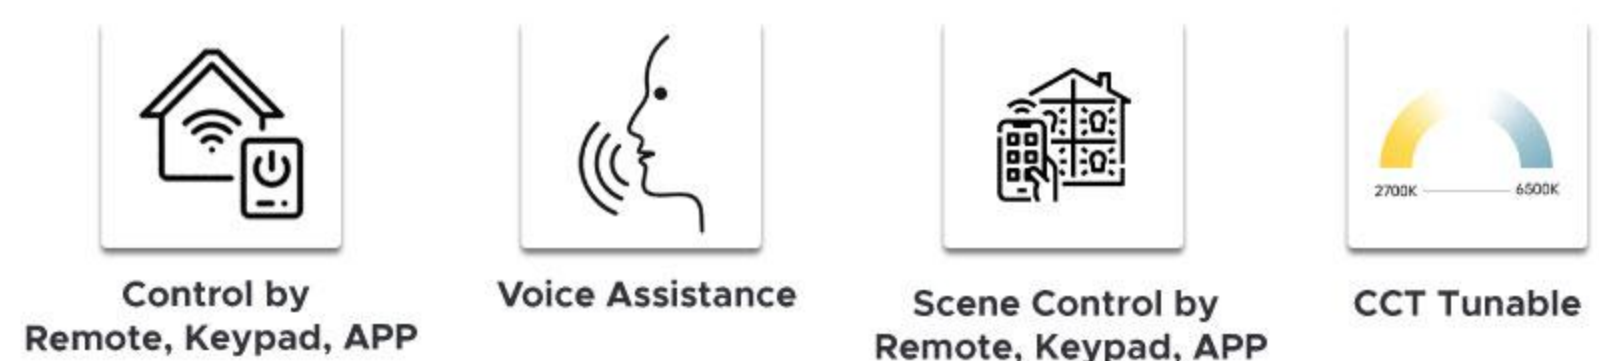 2700K
6500K
Control by
Remote, Keypad, APP
Voice Assistance
Scene Control by
Remote, Keypad, APP
CCT Tunable